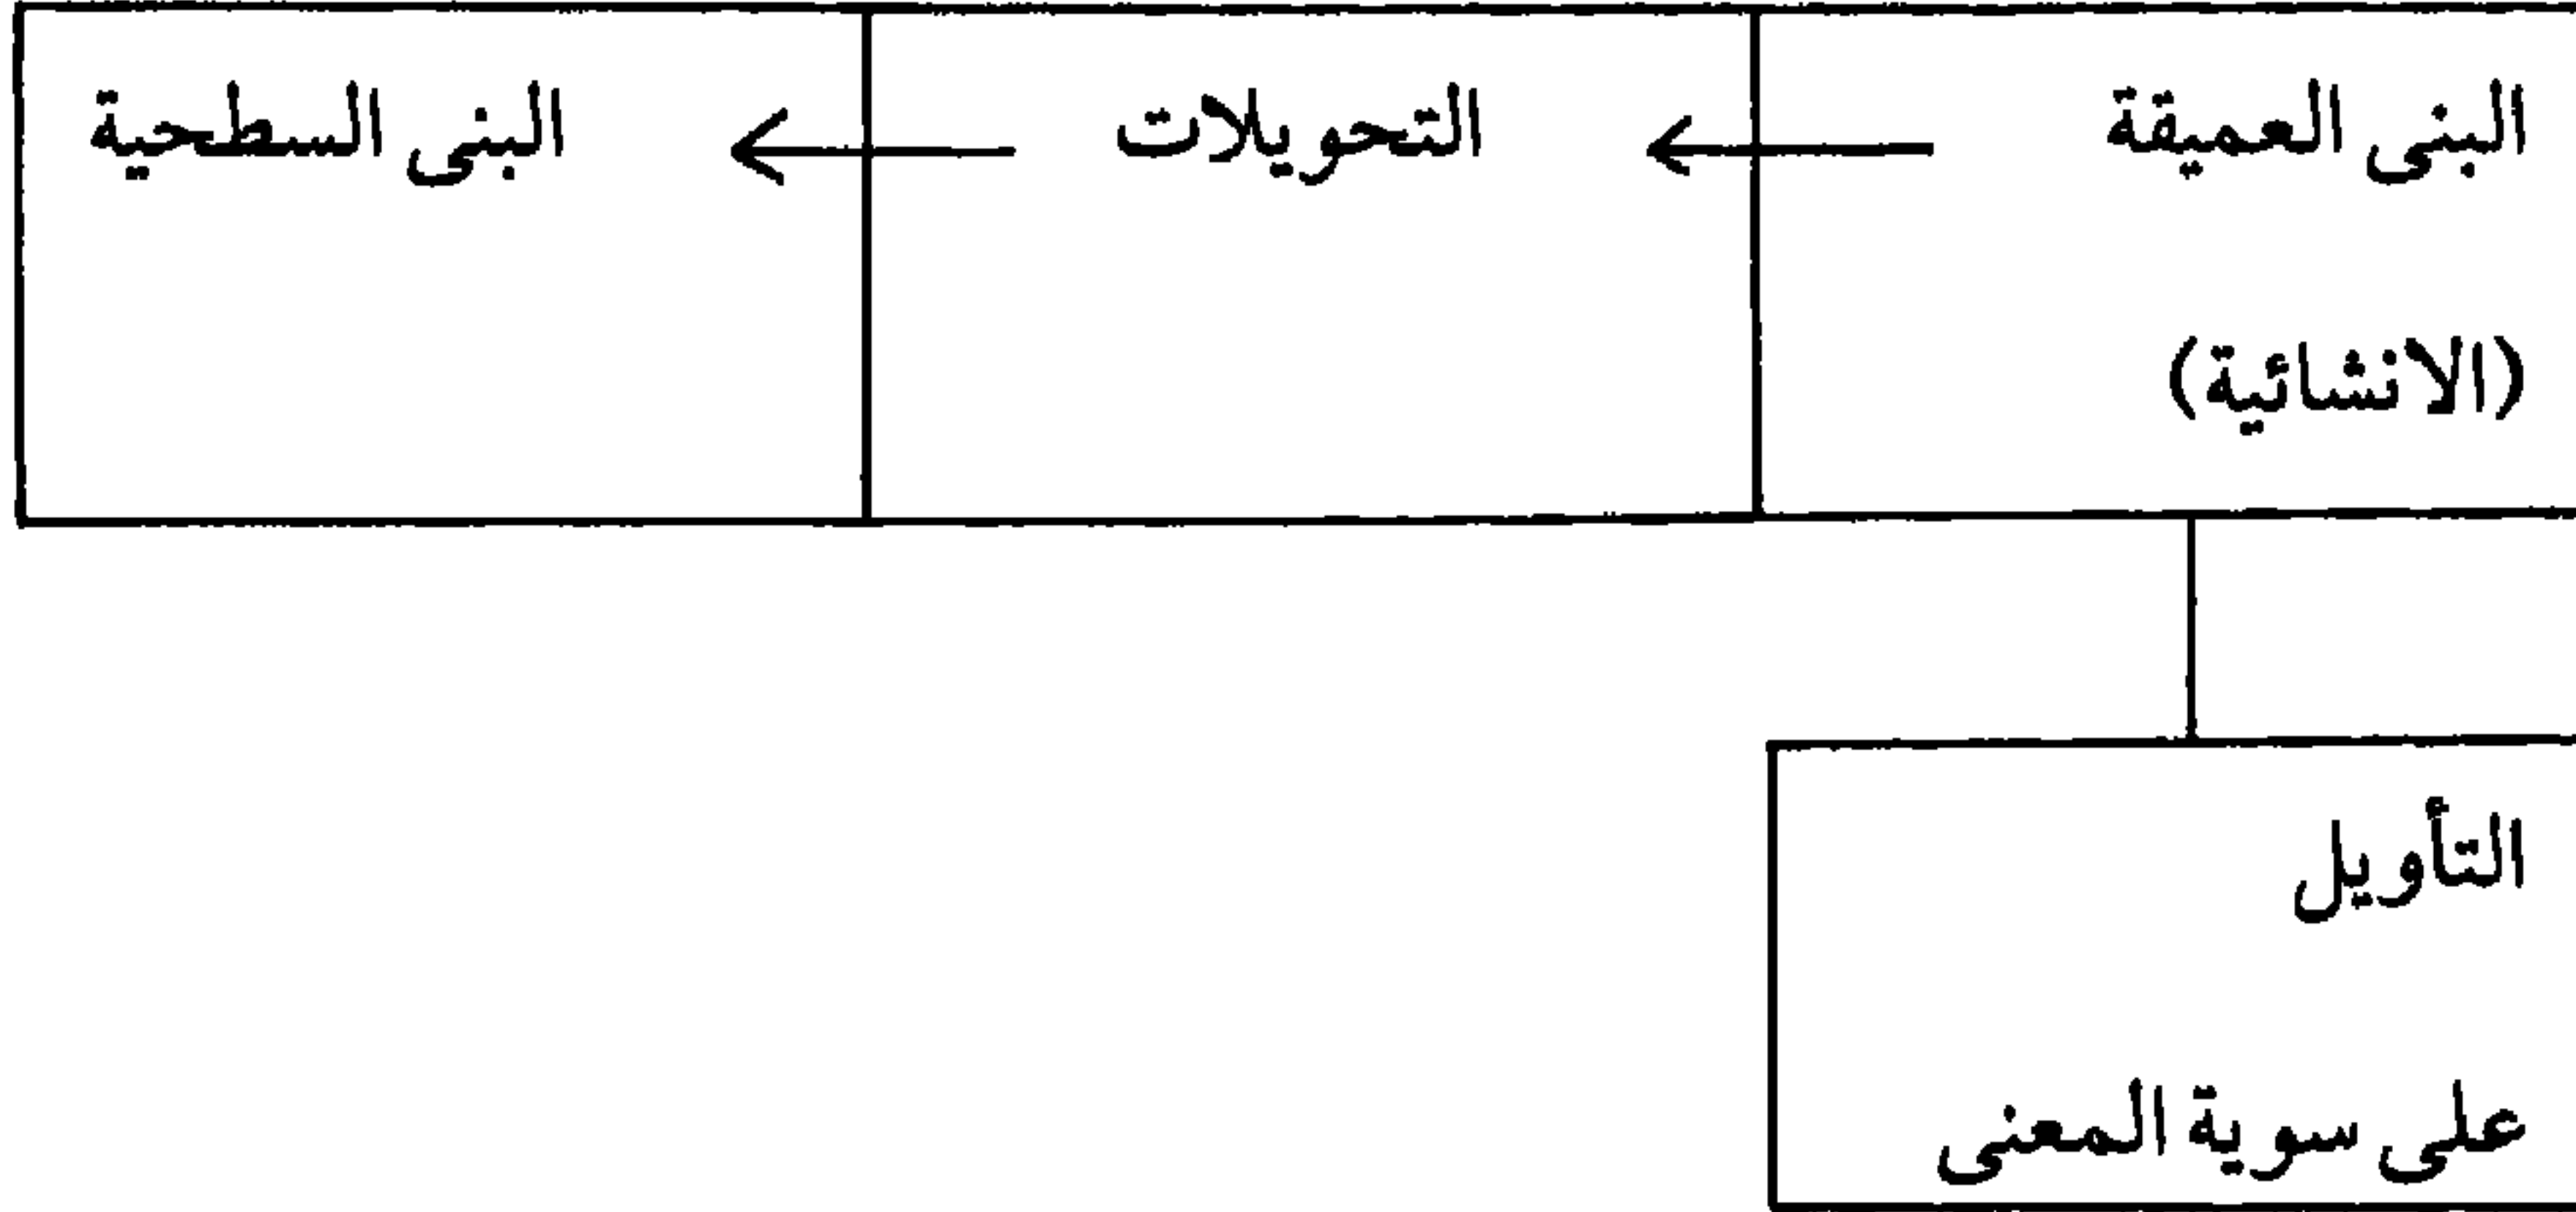 البنى العميقة ← التحويلات ← البنى السطحية
(الانشائية)
التأويل
على سوية المعنى